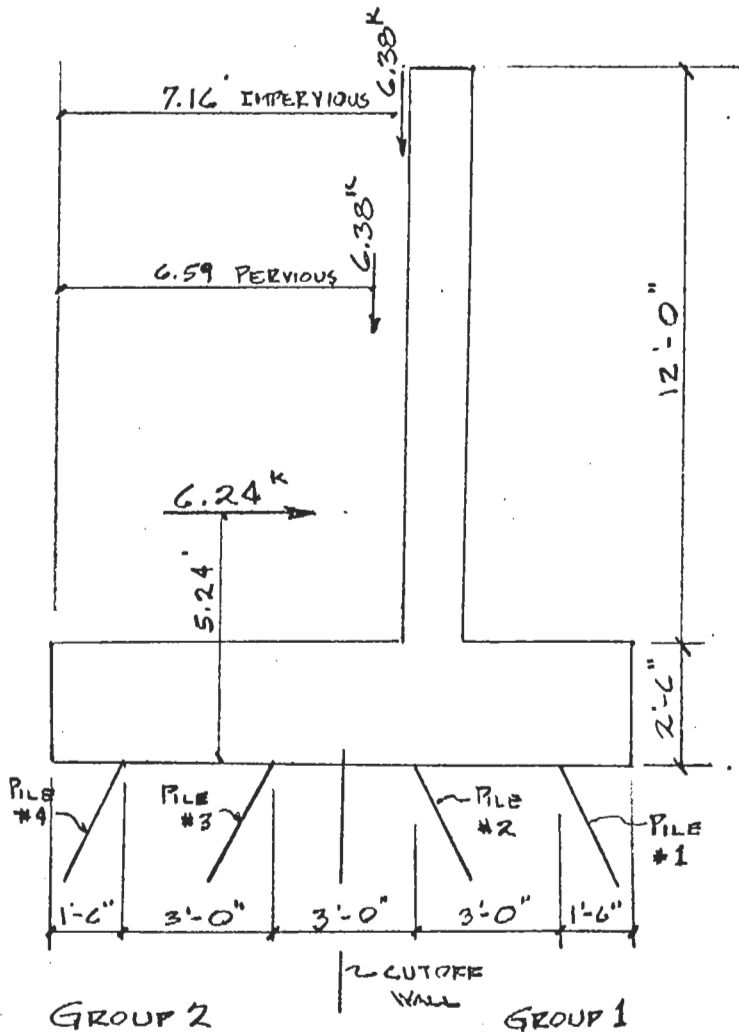 6.38K
7.16' IMPERVIOUS
6.38K
6.59 PERVIOUS
12'-0"
6.24K
5.24'
2'-6"
PILE #4
PILE #3
PILE #2
PILE #1
1'-6"
3'-0"
3'-0"
3'-0"
1'-6"
CUTOFF WALL
GROUP 2
GROUP 1